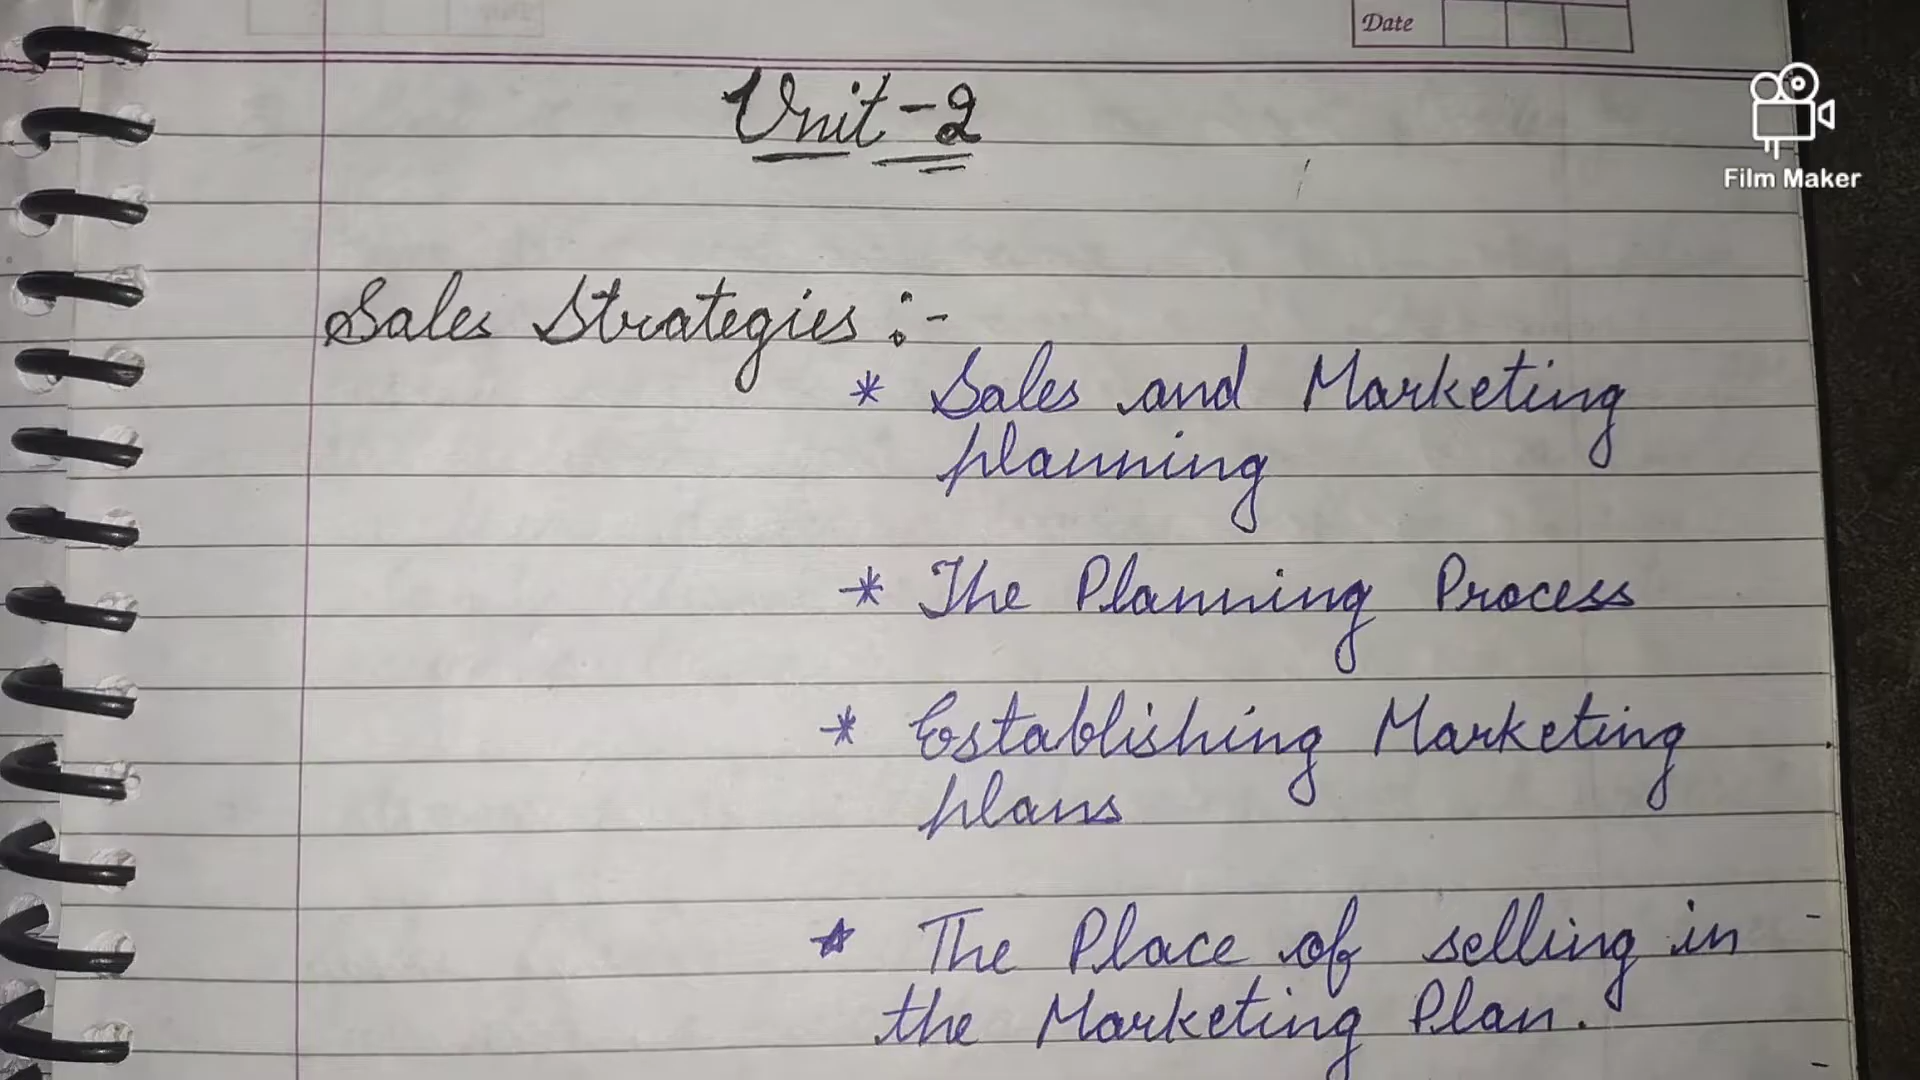 Date
Unit-2
Sales Strategies :-
* Sales and Marketing
planning
* The Planning Process
* Establishing Marketing
plans
* The Place of selling in
the Marketing Plan.
Film Maker